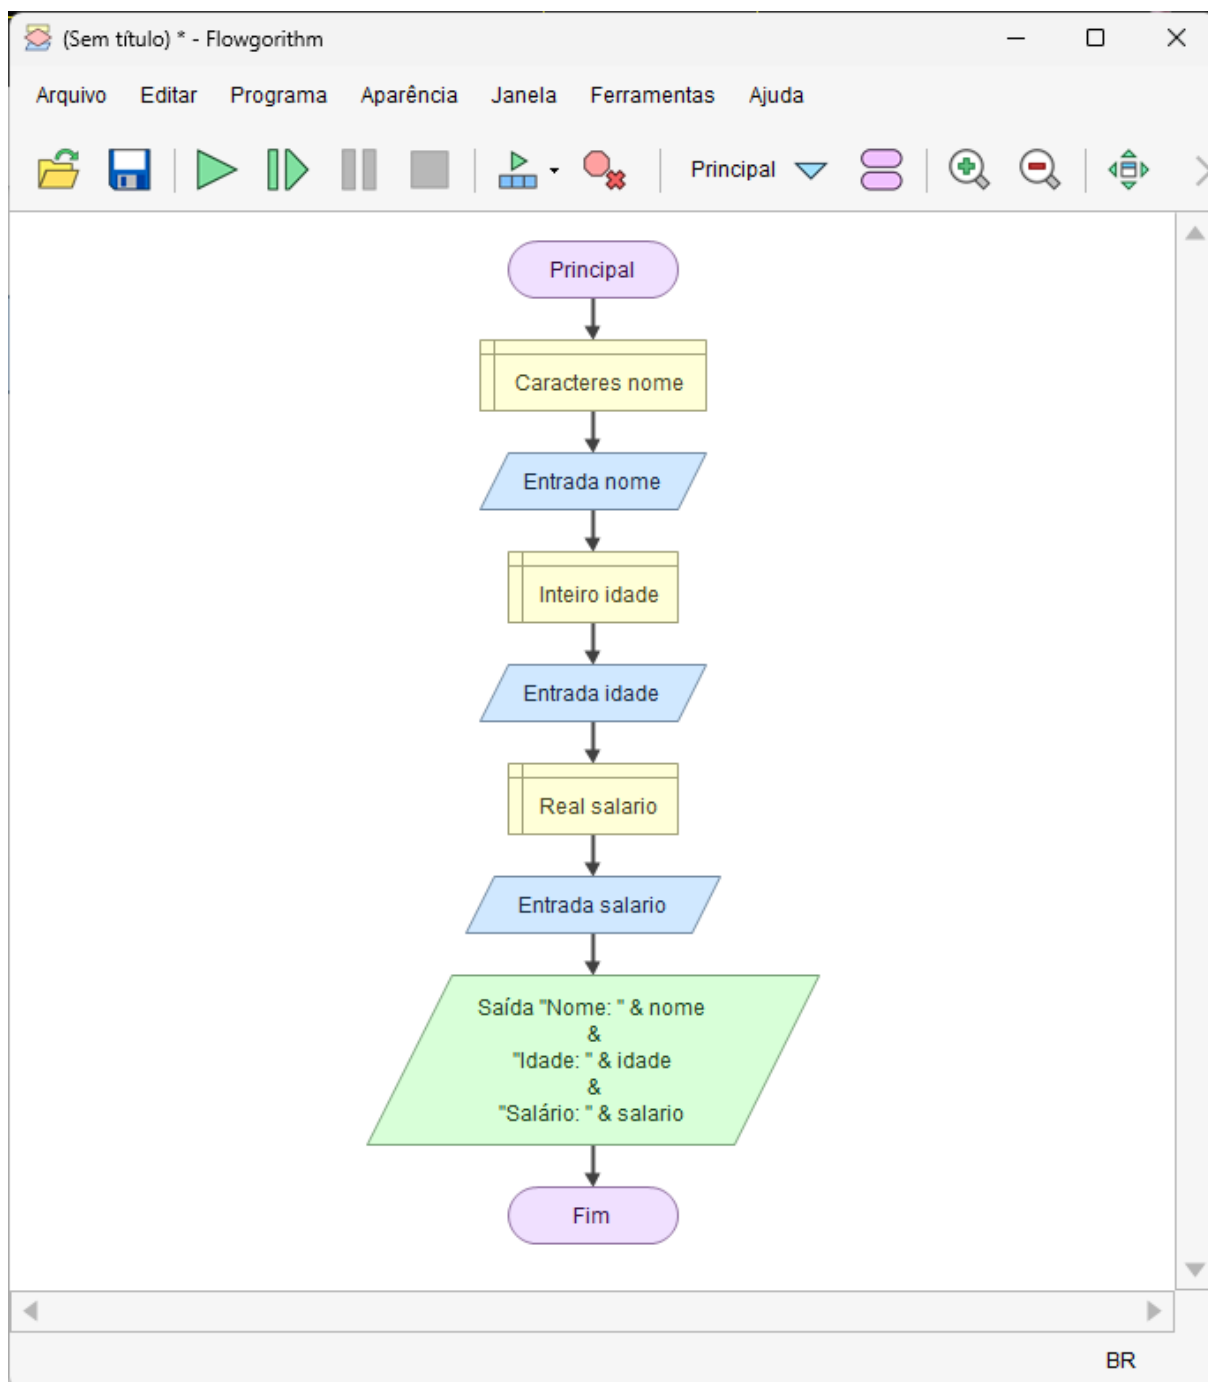 (Sem título) * - Flowgorithm
Arquivo Editar Programa Aparência Janela Ferramentas Ajuda
Principal
Principal
Caracteres nome
Entrada nome
Inteiro idade
Entrada idade
Real salario
Entrada salario
Saída "Nome: " & nome
&
"Idade: " & idade
&
"Salário: " & salario
Fim
BR